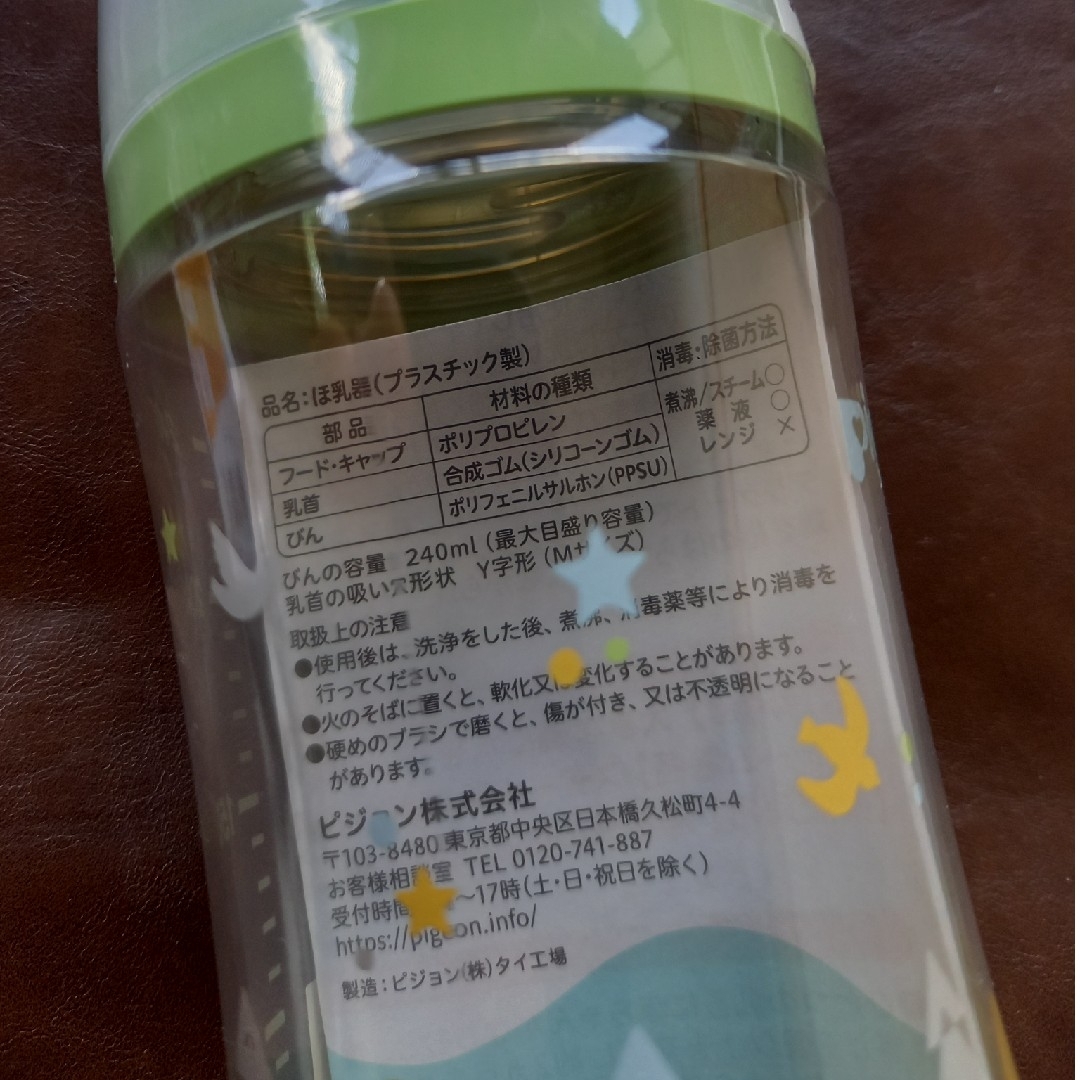 品名：ほ乳器（プラスチック製）
部品 材料の種類 消毒：除菌方法
フード・キャップ ポリプロピレン 煮沸/スチーム○
乳首 合成ゴム（シリコーンゴム） 薬液 ○
びん ポリフェニルサルホン（PPSU） レンジ ×
びんの容量 240ml（最大目盛り容量）
乳首の吸い穴形状 Y字形（Mサイズ）
取扱上の注意
●使用後は、洗浄をした後、煮沸、消毒薬等により消毒を
行ってください。
●火のそばに置くと、軟化又は変化することがあります。
●硬めのブラシで磨くと、傷が付き、又は不透明になること
があります。
ピジョン株式会社
〒103-8480 東京都中央区日本橋久松町4-4
お客様相談室 TEL 0120-741-887
受付時間 〜17時（土・日・祝日を除く）
https://pigeon.info/
製造：ピジョン（株）タイ工場